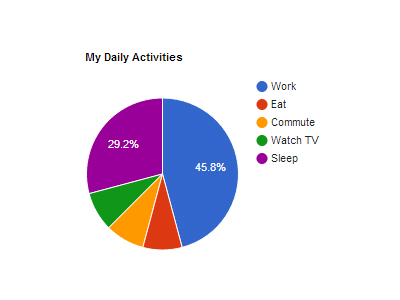 My Daily Activities
Work
Eat
Commute
Watch TV
Sleep
29.2%
45.8%